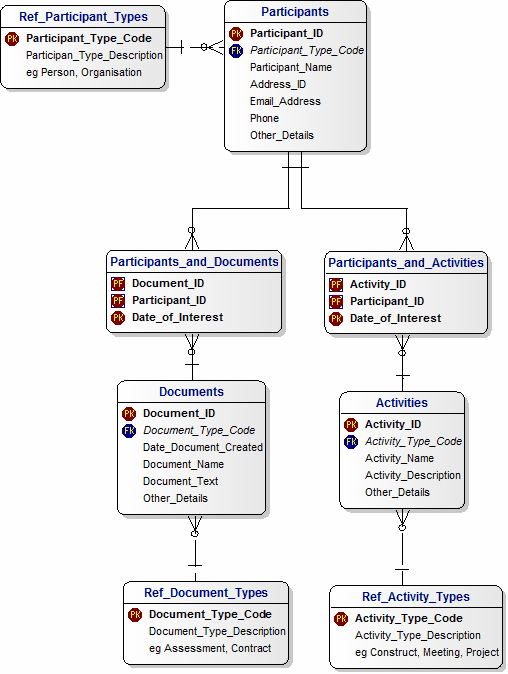 Ref_Participant_Types
PK Participant_Type_Code
Participan_Type_Description
eg Person, Organisation
Participants
PK Participant_ID
FK Participant_Type_Code
Participant_Name
Address_ID
Email_Address
Phone
Other_Details
Participants_and_Documents
PF Document_ID
PF Participant_ID
PK Date_of_Interest
Participants_and_Activities
PF Activity_ID
PF Participant_ID
PK Date_of_Interest
Documents
PK Document_ID
FK Document_Type_Code
Date_Document_Created
Document_Name
Document_Text
Other_Details
Activities
PK Activity_ID
FK Activity_Type_Code
Activity_Name
Activity_Description
Other_Details
Ref_Document_Types
PK Document_Type_Code
Document_Type_Description
eg Assessment, Contract
Ref_Activity_Types
PK Activity_Type_Code
Activity_Type_Description
eg Construct, Meeting, Project